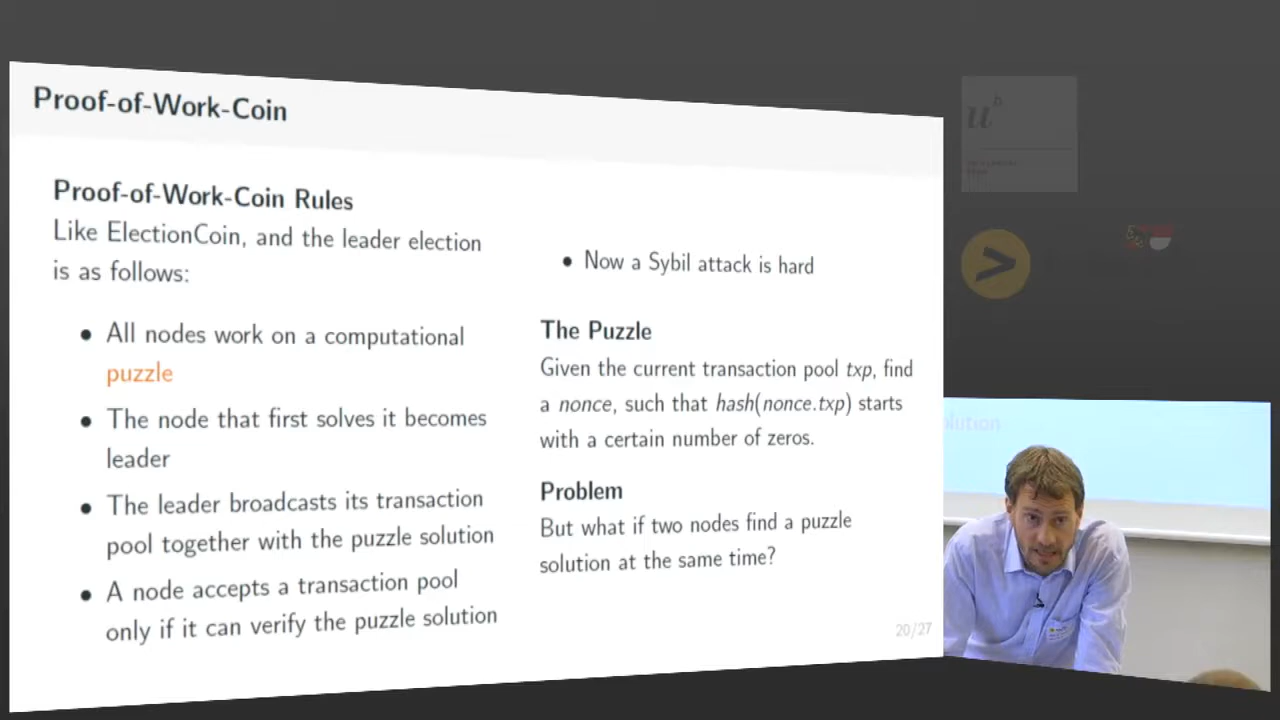 Proof-of-Work-Coin
Proof-of-Work-Coin Rules
Like ElectionCoin, and the leader election
is as follows:
• All nodes work on a computational
puzzle
• The node that first solves it becomes
leader
• The leader broadcasts its transaction
pool together with the puzzle solution
• A node accepts a transaction pool
only if it can verify the puzzle solution
• Now a Sybil attack is hard
The Puzzle
Given the current transaction pool txp, find
a nonce, such that hash(nonce.txp) starts
with a certain number of zeros.
Problem
But what if two nodes find a puzzle
solution at the same time?
20/27
u
b
>